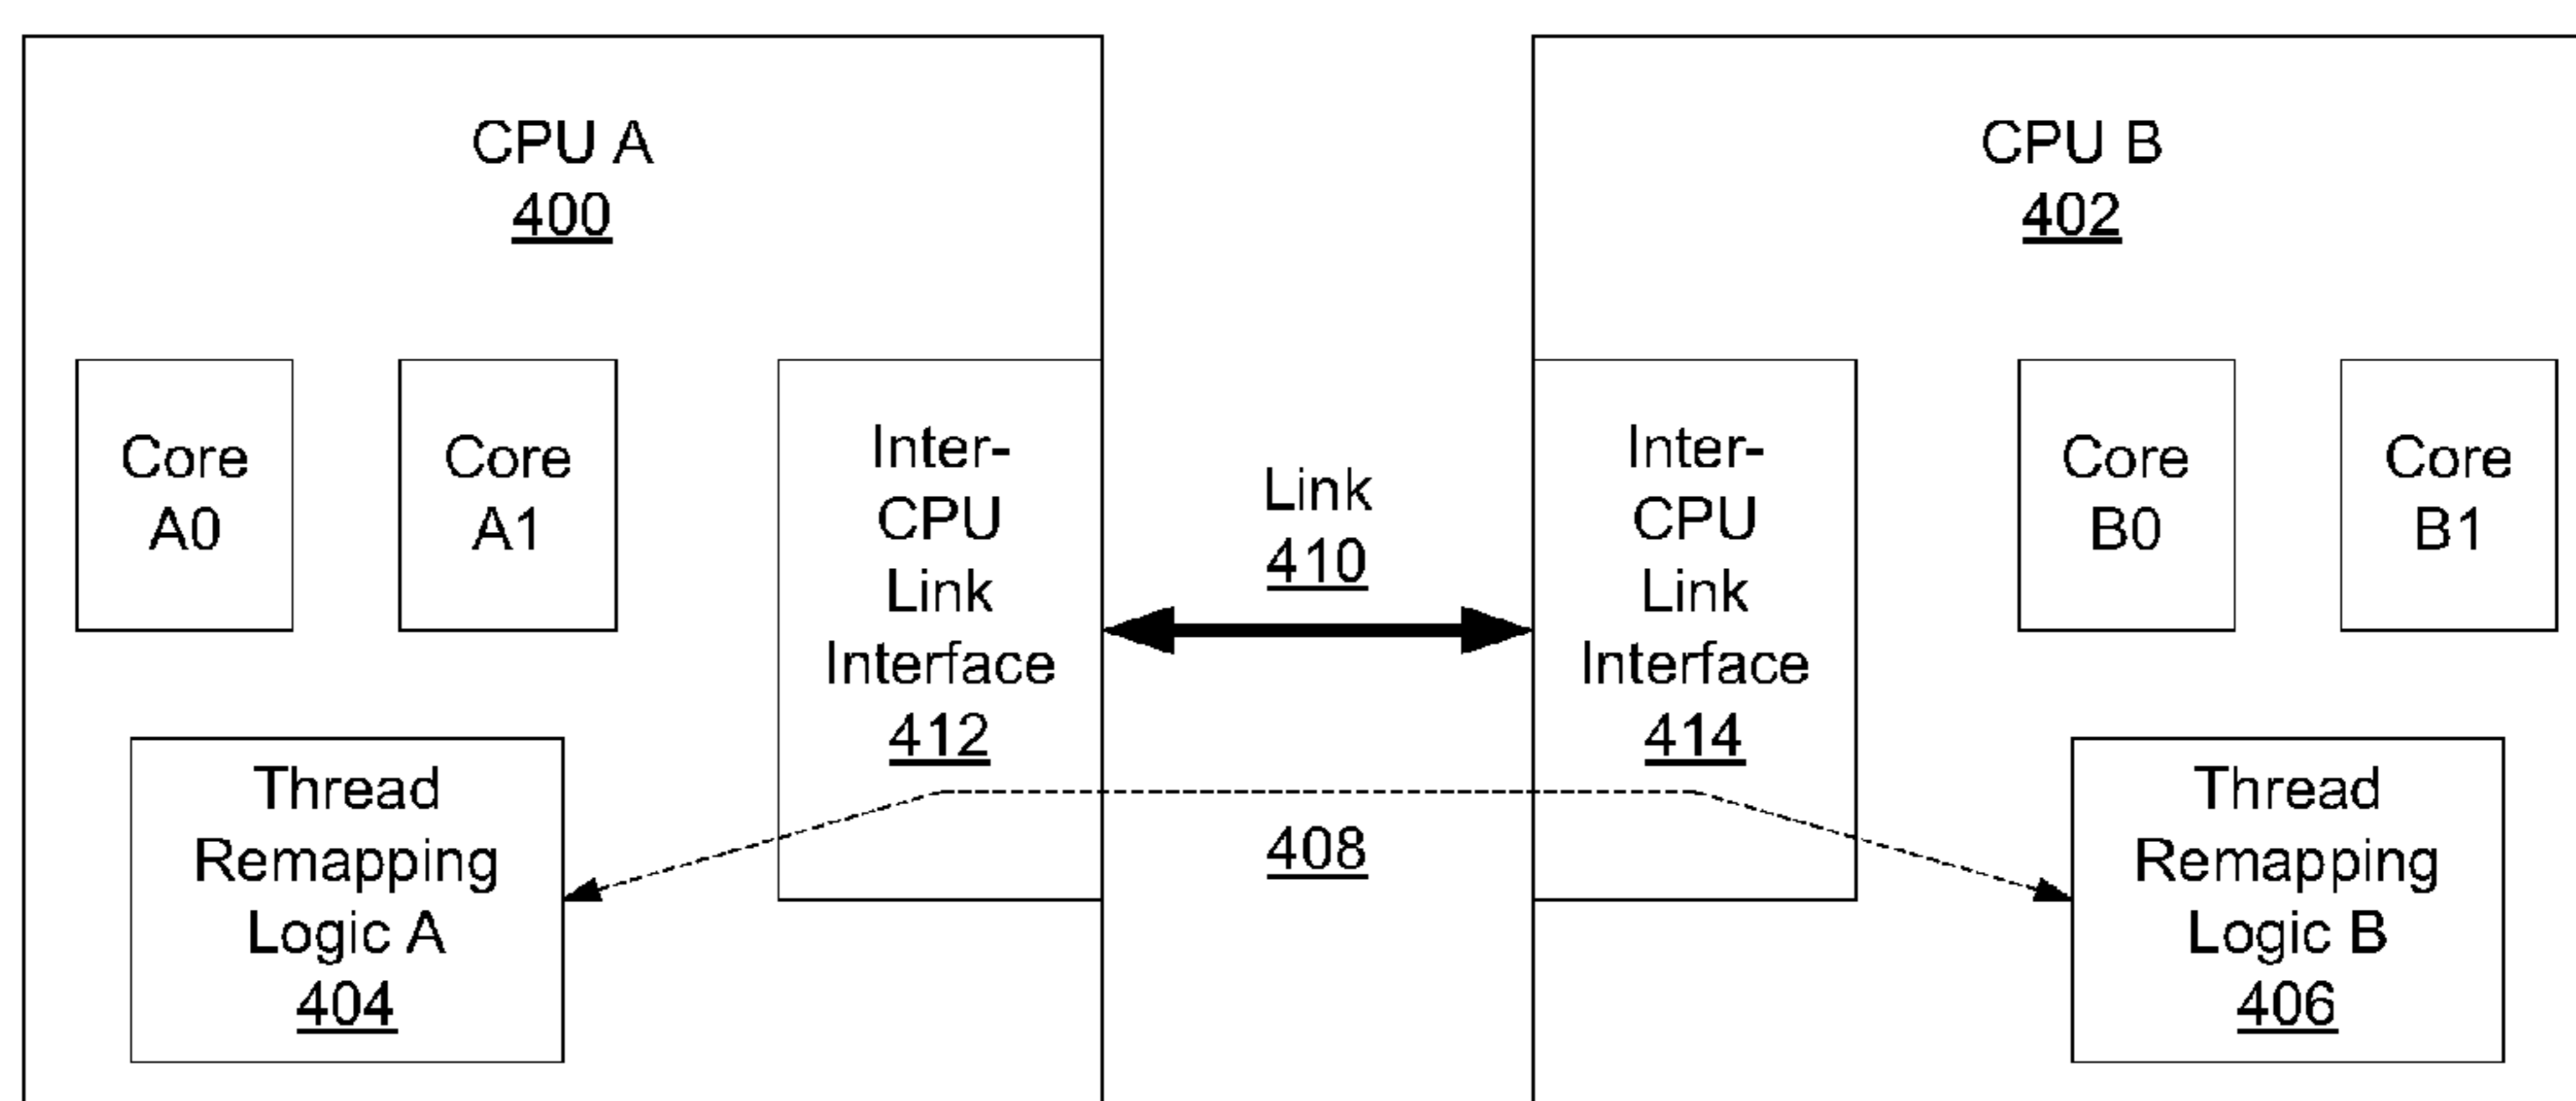 CPU A
400
CPU B
402
Core
A0
Core
A1
Inter-
CPU
Link
Interface
412
Link
410
Inter-
CPU
Link
Interface
414
Core
B0
Core
B1
Thread
Remapping
Logic A
404
408
Thread
Remapping
Logic B
406